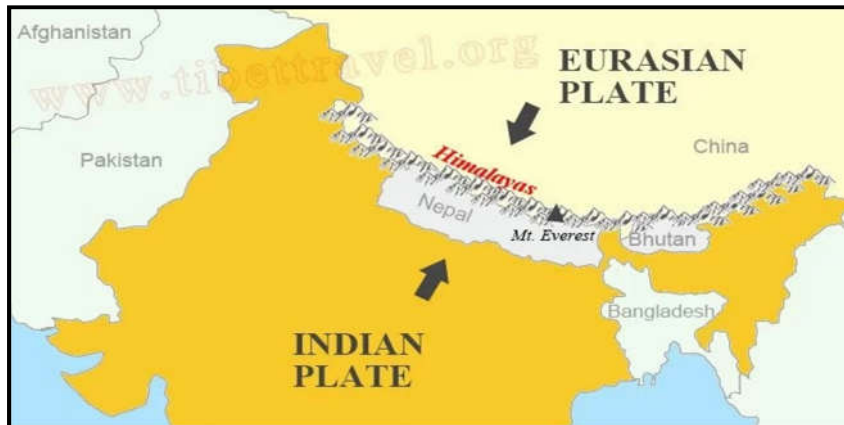 Afghanistan
www.tibettravel.org
EURASIAN
PLATE
China
Pakistan
Himalayas
Nepal
Mt. Everest
Bhutan
Bangladesh
INDIAN
PLATE